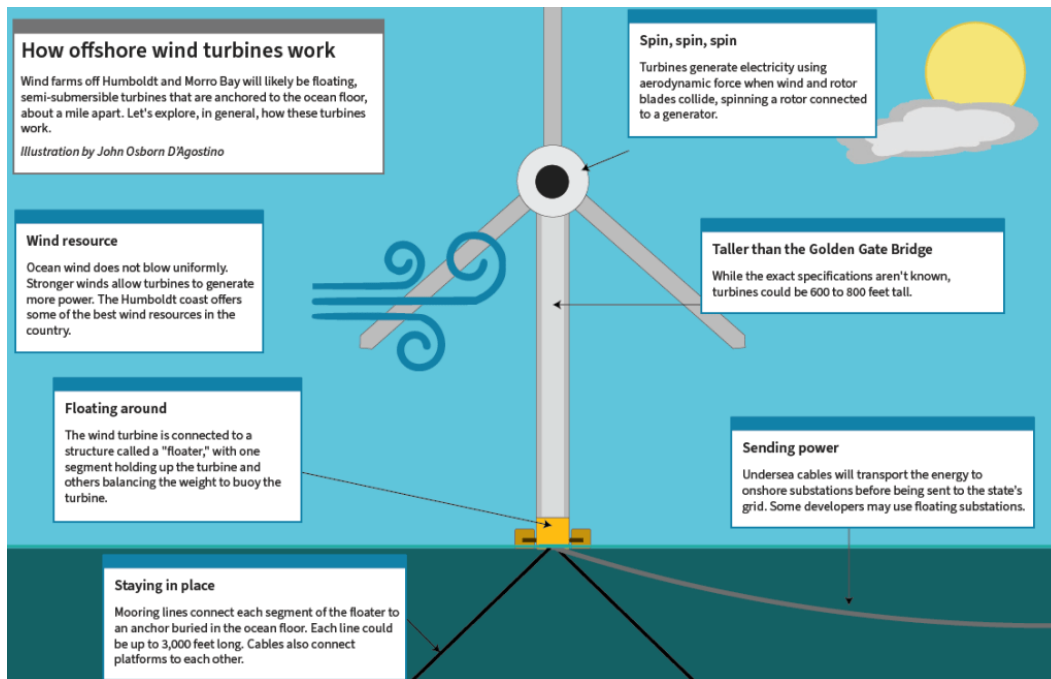 How offshore wind turbines work
Wind farms off Humboldt and Morro Bay will likely be floating,
semi-submersible turbines that are anchored to the ocean floor,
about a mile apart. Let's explore, in general, how these turbines
work.
Illustration by John Osborn D'Agostino
Spin, spin, spin
Turbines generate electricity using
aerodynamic force when wind and rotor
blades collide, spinning a rotor connected
to a generator.
Wind resource
Ocean wind does not blow uniformly.
Stronger winds allow turbines to generate
more power. The Humboldt coast offers
some of the best wind resources in the
country.
Taller than the Golden Gate Bridge
While the exact specifications aren't known,
turbines could be 600 to 800 feet tall.
Floating around
The wind turbine is connected to a
structure called a "floater," with one
segment holding up the turbine and
others balancing the weight to buoy the
turbine.
Sending power
Undersea cables will transport the energy to
onshore substations before being sent to the state's
grid. Some developers may use floating substations.
Staying in place
Mooring lines connect each segment of the floater to
an anchor buried in the ocean floor. Each line could
be up to 3,000 feet long. Cables also connect
platforms to each other.